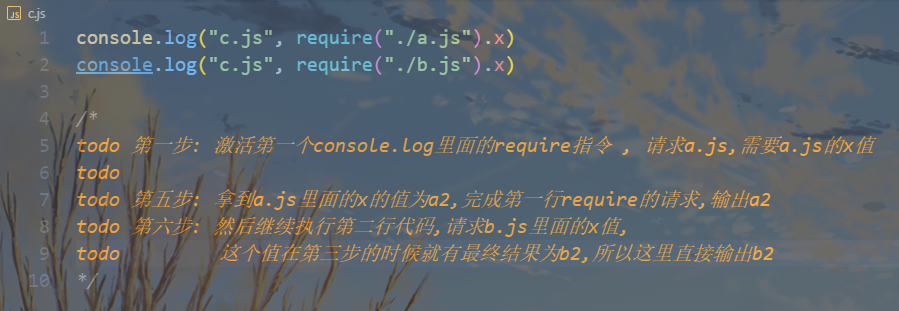 JS c.js
1 console.log("c.js", require("./a.js").x)
2 console.log("c.js", require("./b.js").x)
3
4 /*
5 todo 第一步: 激活第一个console.log里面的require指令 , 请求a.js,需要a.js的x值
6 todo
7 todo 第五步: 拿到a.js里面的x的值为a2,完成第一行require的请求,输出a2
8 todo 第六步: 然后继续执行第二行代码,请求b.js里面的x值,
9 todo 这个值在第三步的时候就有最终结果为b2,所以这里直接输出b2
10 */